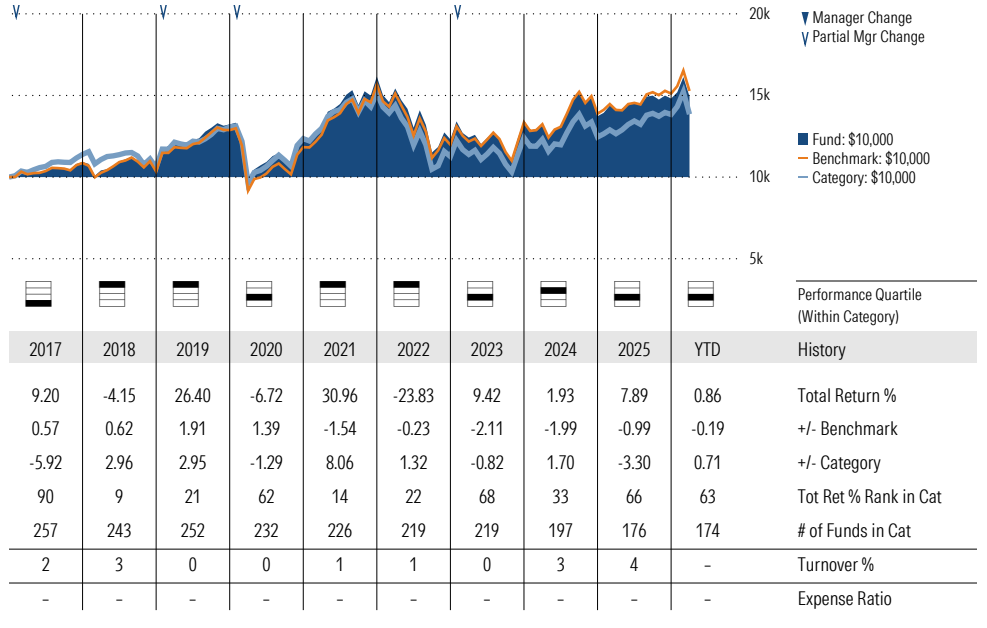 20k
15k
10k
5k
Manager Change
Partial Mgr Change
Fund: $10,000
Benchmark: $10,000
Category: $10,000
Performance Quartile
(Within Category)
2017 2018 2019 2020 2021 2022 2023 2024 2025 YTD History
9.20 -4.15 26.40 -6.72 30.96 -23.83 9.42 1.93 7.89 0.86 Total Return %
0.57 0.62 1.91 1.39 -1.54 -0.23 -2.11 -1.99 -0.99 -0.19 +/- Benchmark
-5.92 2.96 2.95 -1.29 8.06 1.32 -0.82 1.70 -3.30 0.71 +/- Category
90 9 21 62 14 22 68 33 66 63 Tot Ret % Rank in Cat
257 243 252 232 226 219 219 197 176 174 # of Funds in Cat
2 3 0 0 1 1 0 3 4 – Turnover %
– – – – – – – – – – Expense Ratio